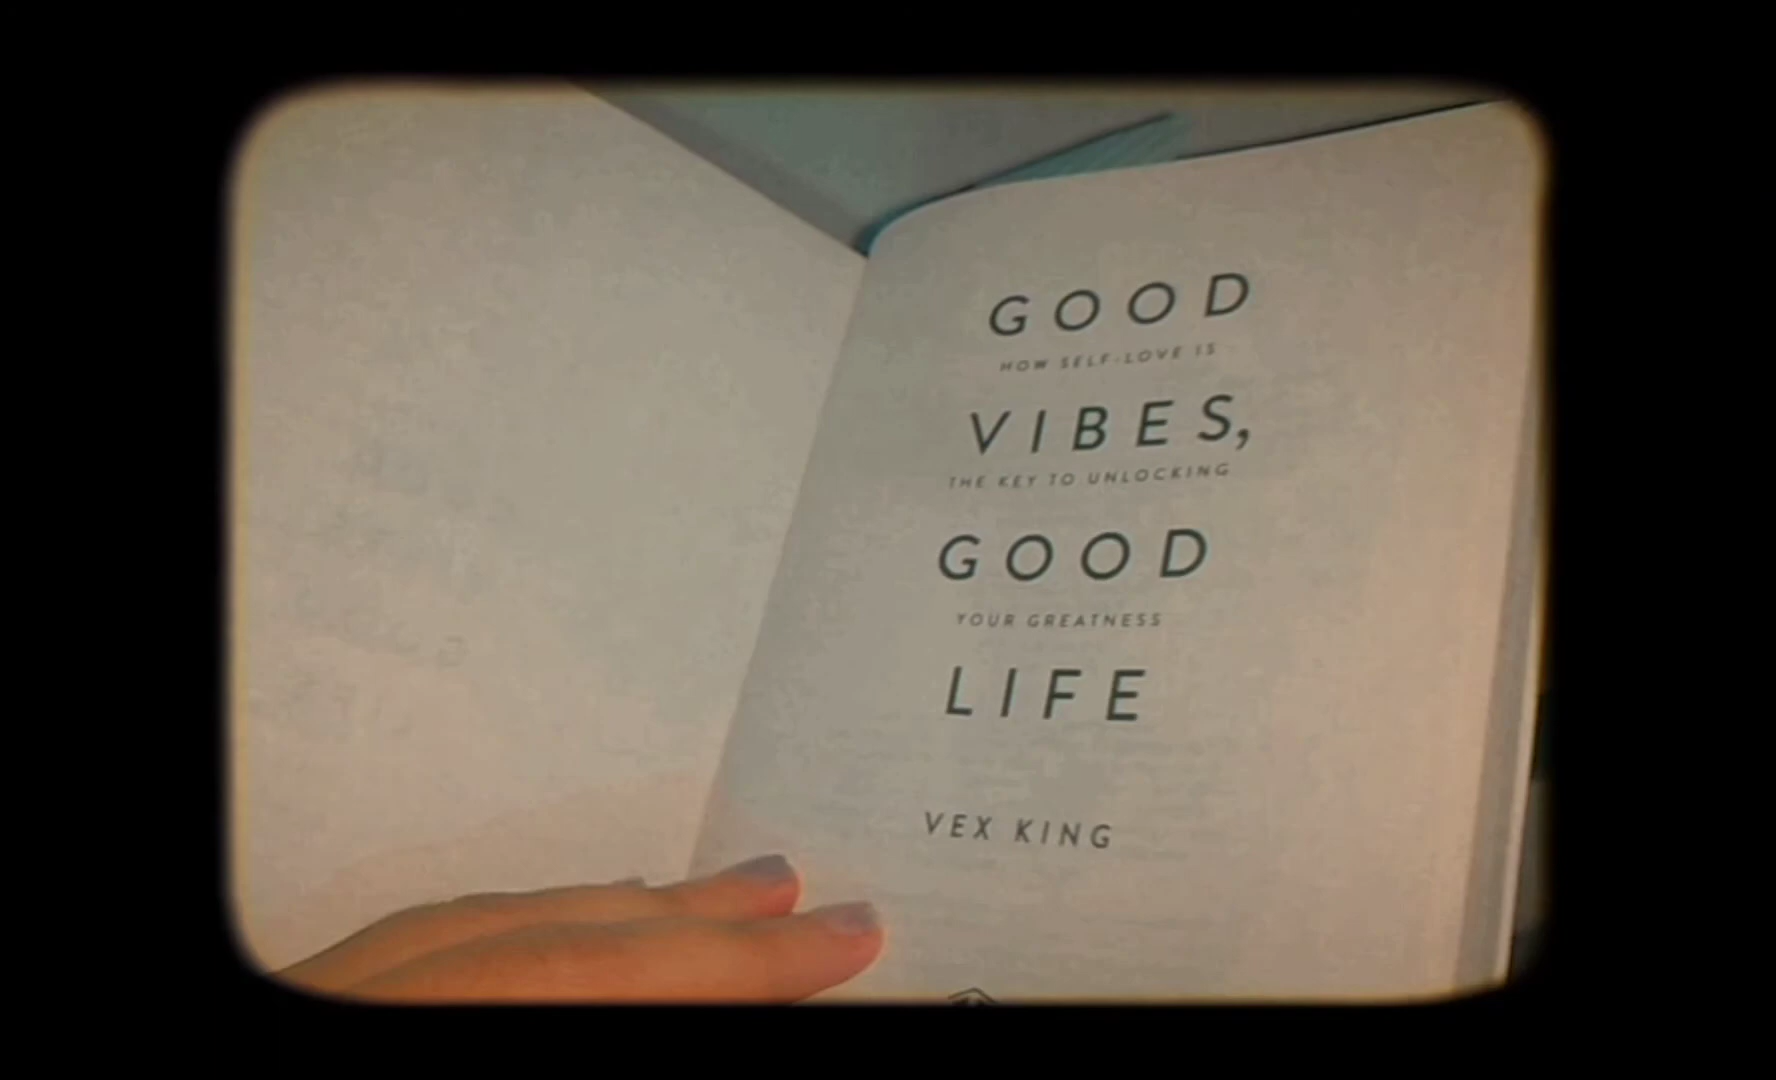 GOOD
HOW SELF-LOVE IS
VIBES,
THE KEY TO UNLOCKING
GOOD
YOUR GREATNESS
LIFE
VEX KING